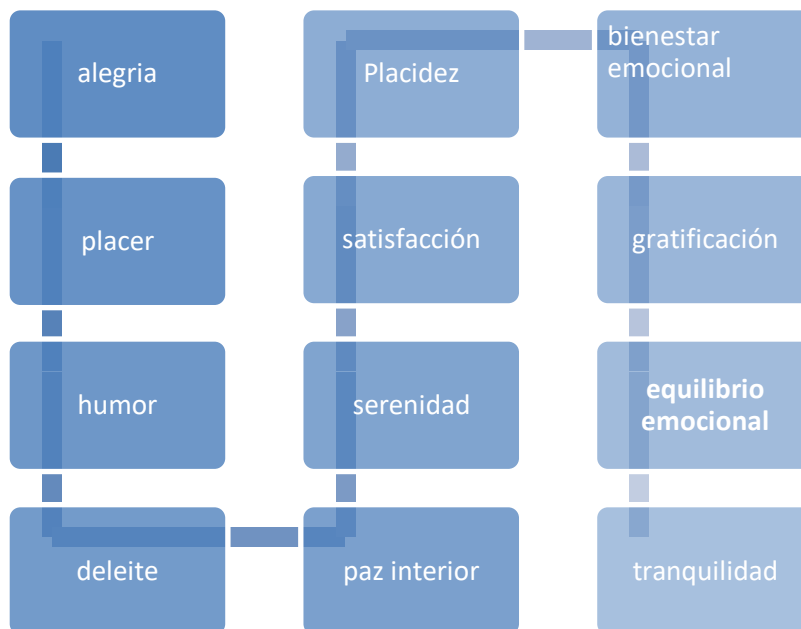 alegria
placer
humor
deleite
paz interior
serenidad
satisfacción
Placidez
bienestar
emocional
gratificación
equilibrio
emocional
tranquilidad